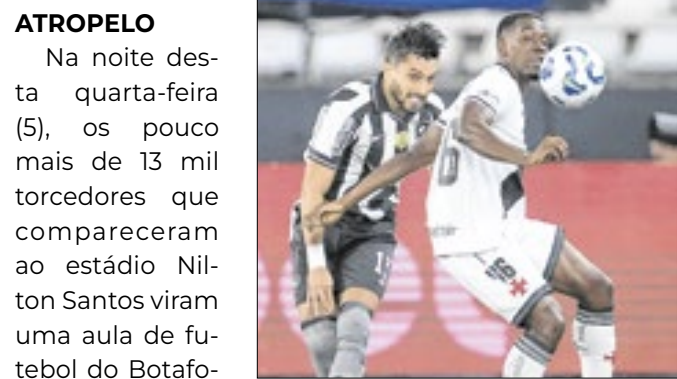 ATROPELO
Na noite des-
ta quarta-feira
(5), os pouco
mais de 13 mil
torcedores que
compareceram
ao estádio Nil-
ton Santos viram
uma aula de fu-
tebol do Botafo-